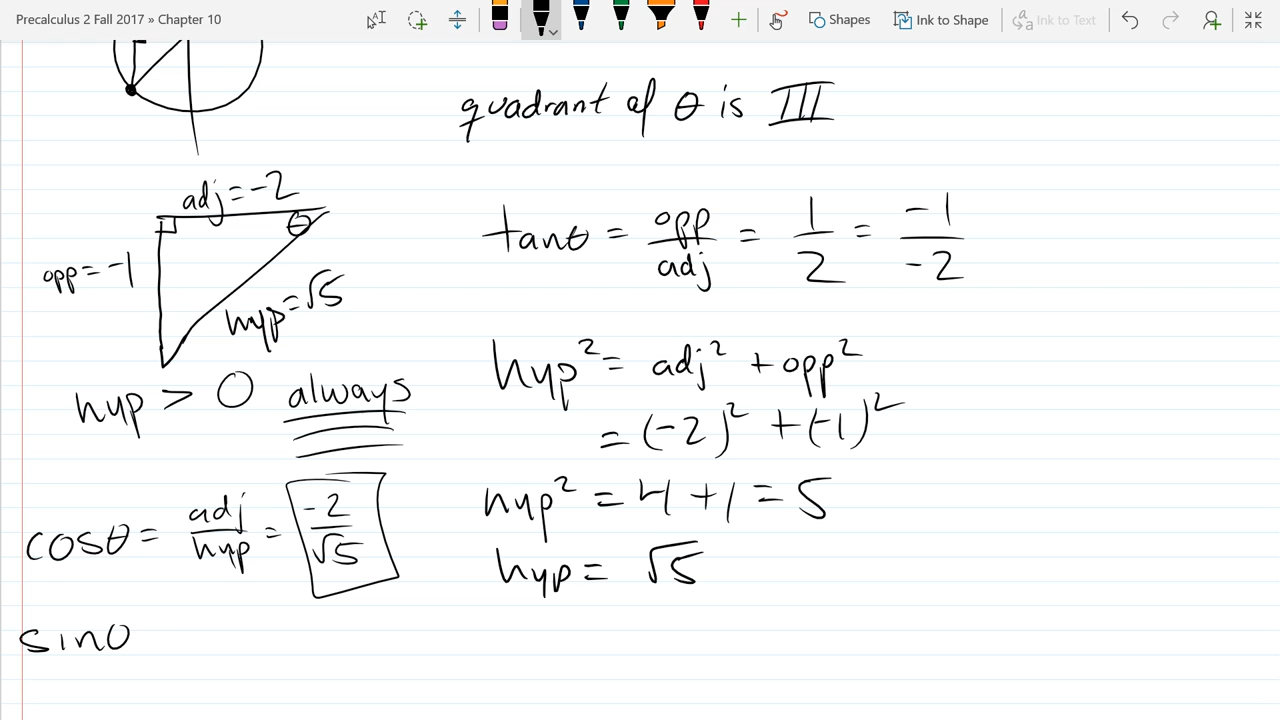 Precalculus 2 Fall 2017 » Chapter 10
Shapes
Ink to Shape
Ink to Text
quadrant of θ is III
adj = -2
θ
opp = -1
hyp = √5
tanθ = opp/adj = 1/2 = -1/-2
hyp > 0 always
hyp² = adj² + opp²
= (-2)² + (-1)²
hyp² = 4 + 1 = 5
hyp = √5
cosθ = adj/hyp = -2/√5
sin0